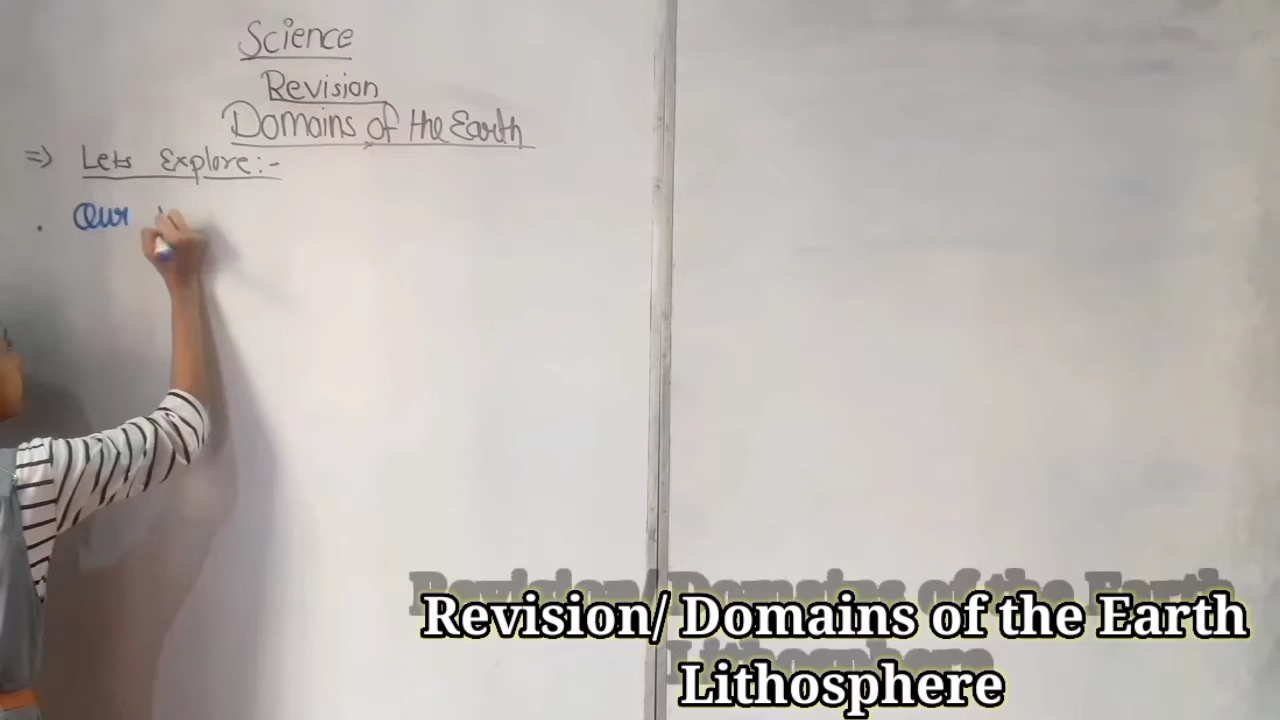 Science
Revision
Domains of the Earth
=> Lets Explore:-
. Our
Revision/ Domains of the Earth
Lithosphere